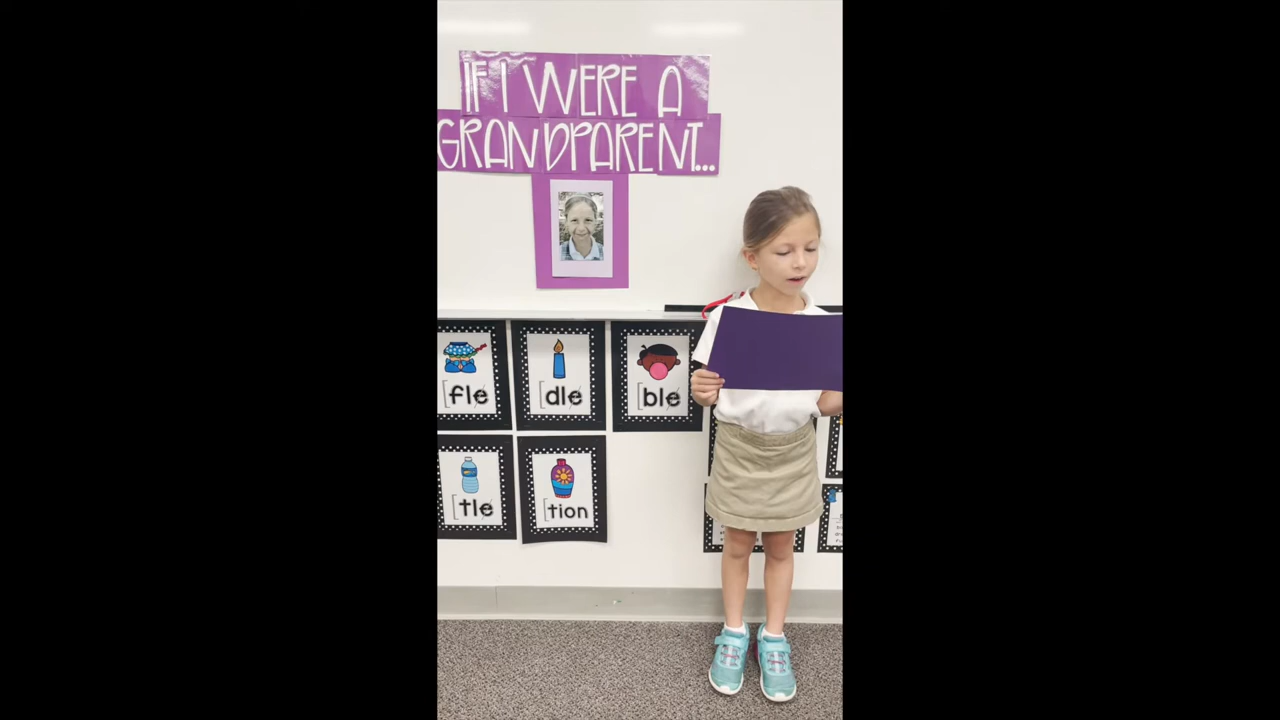 IF I WERE A
GRANDPARENT...
[fle
[dle
[ble
[tle
[tion